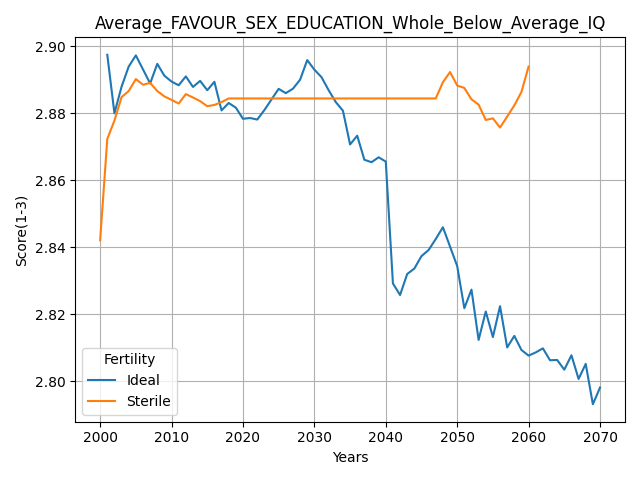 Average_FAVOUR_SEX_EDUCATION_Whole_Below_Average_IQ
Score(1-3)
2.90
2.88
2.86
2.84
2.82
2.80
Fertility
Ideal
Sterile
2000 2010 2020 2030 2040 2050 2060 2070
Years